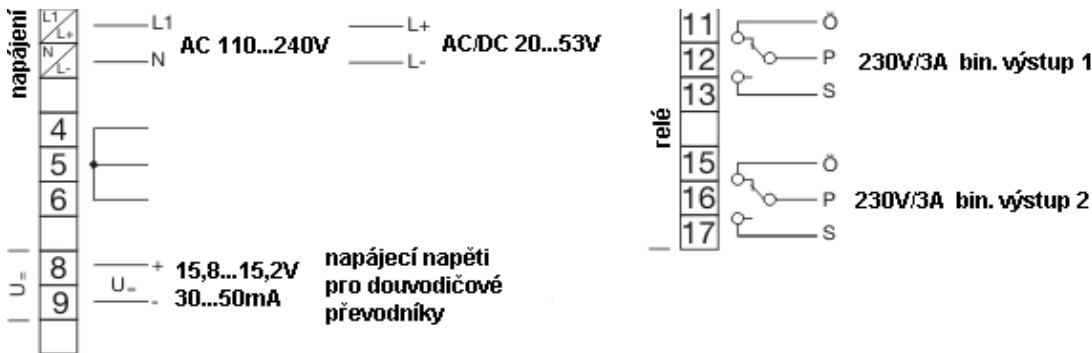 napájení
L1
L+
N
L-
L1
N
AC 110...240V
L+
L-
AC/DC 20...53V
4
5
6
8
9
U=
+
U=
-
15,8...15,2V
30...50mA
napájecí napěti
pro douvodičové
převodníky
relé
11
12
13
15
16
17
Ö
P
S
230V/3A bin. výstup 1
Ö
P
S
230V/3A bin. výstup 2